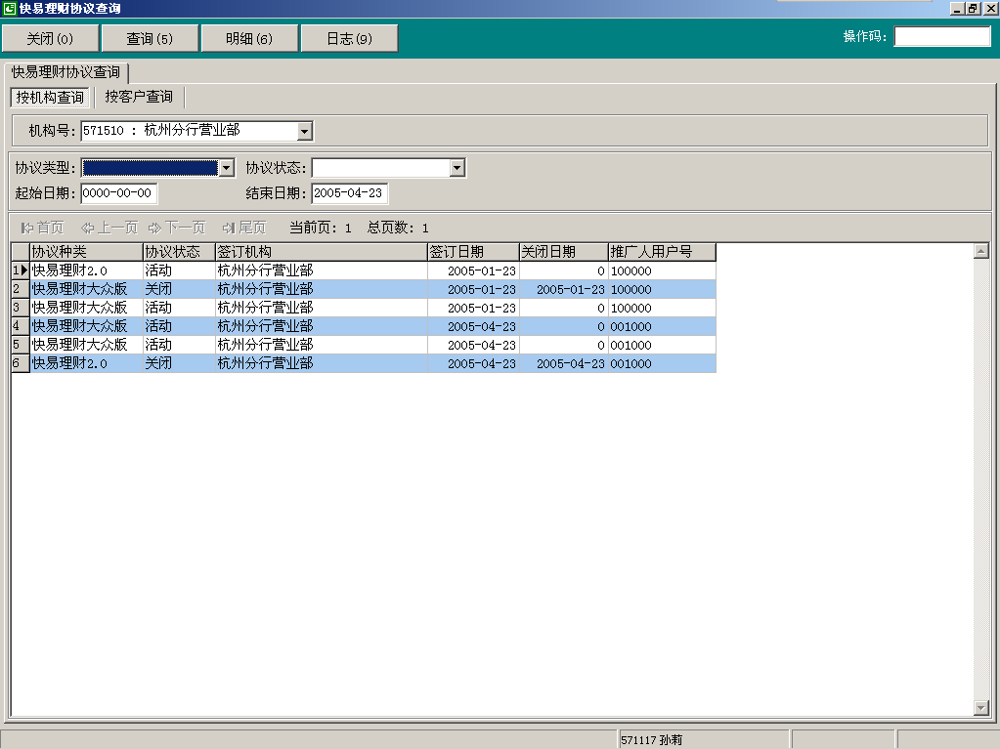 快易理财协议查询
关闭(0) 查询(5) 明细(6) 日志(9) 操作码:
快易理财协议查询
按机构查询 按客户查询
机构号: 571510 : 杭州分行营业部
协议类型: 协议状态:
起始日期: 0000-00-00 结束日期: 2005-04-23
首页 上一页 下一页 尾页 当前页: 1 总页数: 1
协议种类 协议状态 签订机构 签订日期 关闭日期 推广人用户号
1 快易理财2.0 活动 杭州分行营业部 2005-01-23 0 100000
2 快易理财大众版 关闭 杭州分行营业部 2005-01-23 2005-01-23 100000
3 快易理财大众版 活动 杭州分行营业部 2005-01-23 0 100000
4 快易理财大众版 活动 杭州分行营业部 2005-04-23 0 001000
5 快易理财大众版 活动 杭州分行营业部 2005-04-23 0 001000
6 快易理财2.0 关闭 杭州分行营业部 2005-04-23 2005-04-23 001000
571117 孙莉